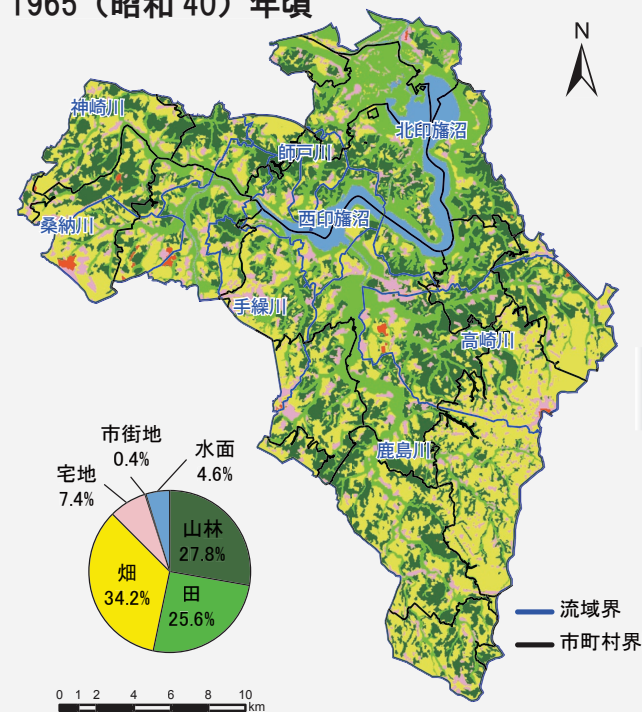 1965（昭和 40）年頃
N
神崎川
北印旛沼
師戸川
西印旛沼
桑納川
手繰川
高崎川
鹿島川
市街地
0.4%
水面
4.6%
宅地
7.4%
山林
27.8%
畑
34.2%
田
25.6%
流域界
市町村界
0 1 2 4 6 8 10
km